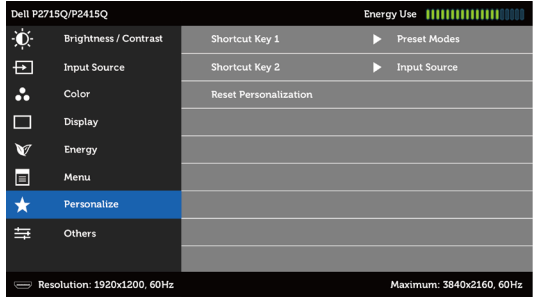 Dell P2715Q/P2415Q Energy Use
Brightness / Contrast Shortcut Key 1 Preset Modes
Input Source Shortcut Key 2 Input Source
Color Reset Personalization
Display
Energy
Menu
Personalize
Others
Resolution: 1920x1200, 60Hz Maximum: 3840x2160, 60Hz